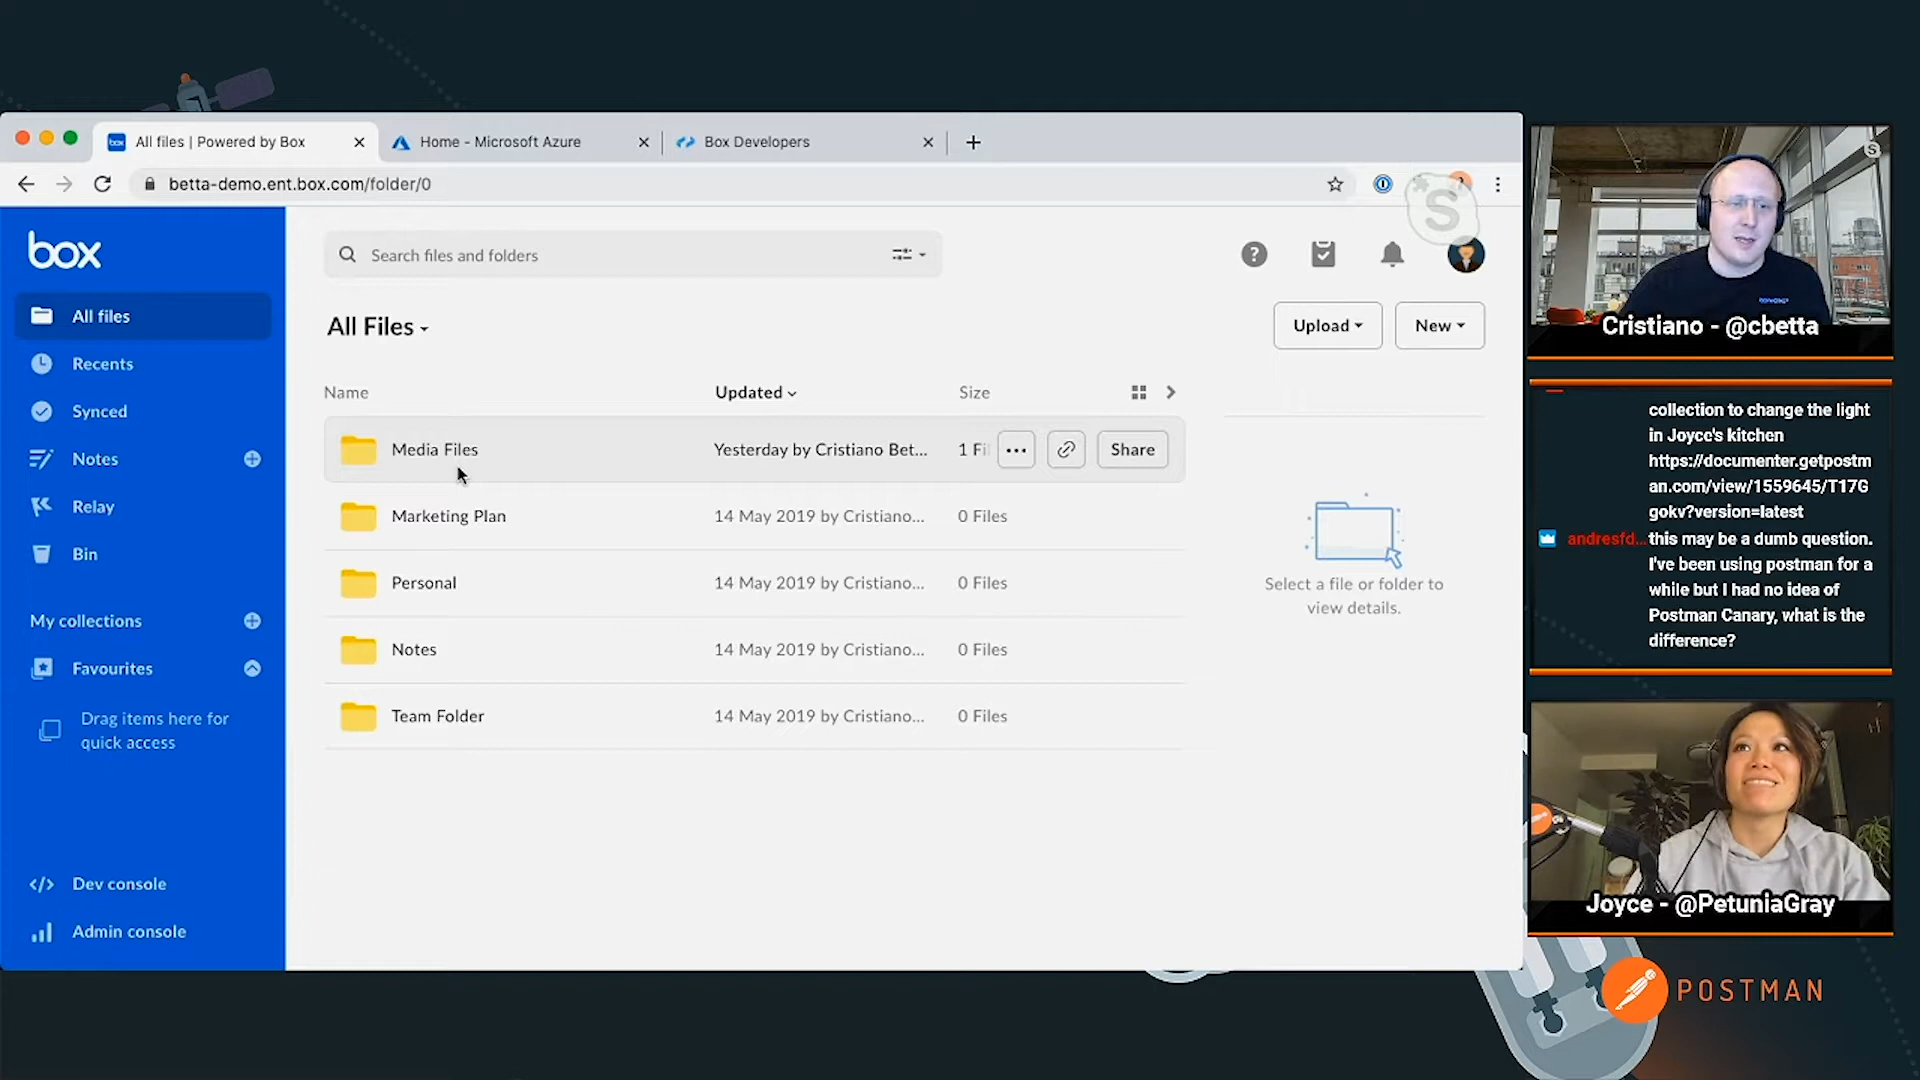 All files | Powered by Box
Home - Microsoft Azure
Box Developers
betta-demo.ent.box.com/folder/0
box
Search files and folders
All files
Recents
Synced
Notes
Relay
Bin
My collections
Favourites
Drag items here for
quick access
Dev console
Admin console
All Files
Upload
New
Name
Updated
Size
Media Files
Yesterday by Cristiano Bet...
1 Fi
Share
Marketing Plan
14 May 2019 by Cristiano...
0 Files
Personal
14 May 2019 by Cristiano...
0 Files
Notes
14 May 2019 by Cristiano...
0 Files
Team Folder
14 May 2019 by Cristiano...
0 Files
Select a file or folder to
view details.
Cristiano - @cbetta
collection to change the light
in Joyce's kitchen
https://documenter.getpostm
an.com/view/1559645/T17G
gokv?version=latest
andresfd... this may be a dumb question.
I've been using postman for a
while but I had no idea of
Postman Canary, what is the
difference?
Joyce - @PetuniaGray
POSTMAN